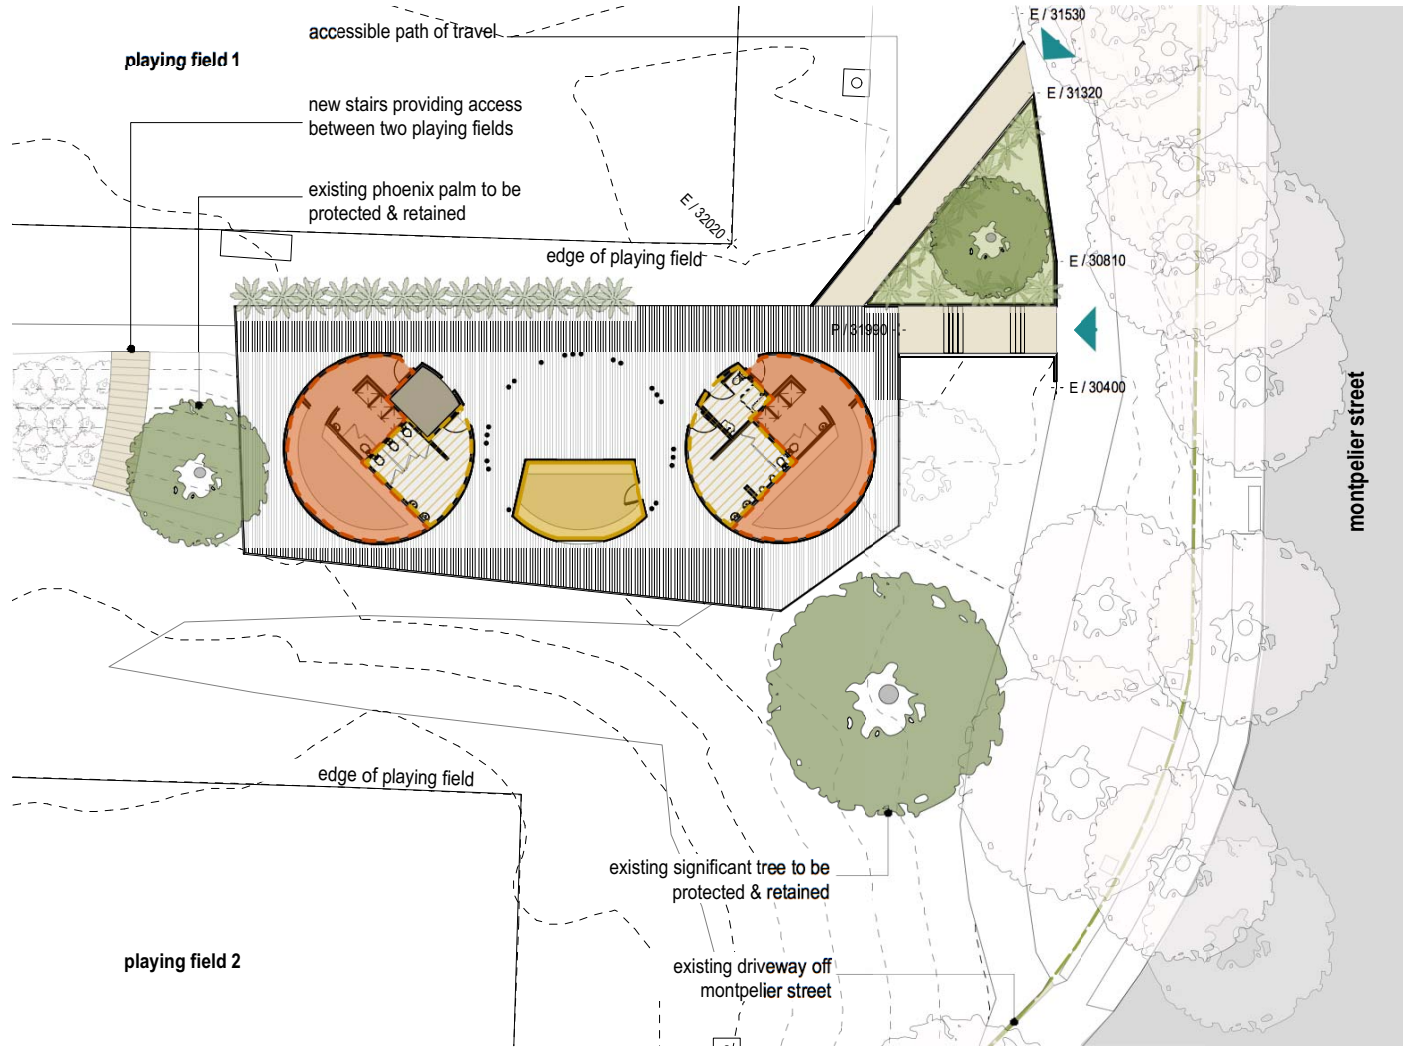 E / 31530
accessible path of travel
playing field 1
E / 31320
new stairs providing access
between two playing fields
existing phoenix palm to be
protected & retained
E / 32020
edge of playing field
E / 30810
P / 31990
E / 30400
montpelier street
edge of playing field
existing significant tree to be
protected & retained
playing field 2
existing driveway off
montpelier street